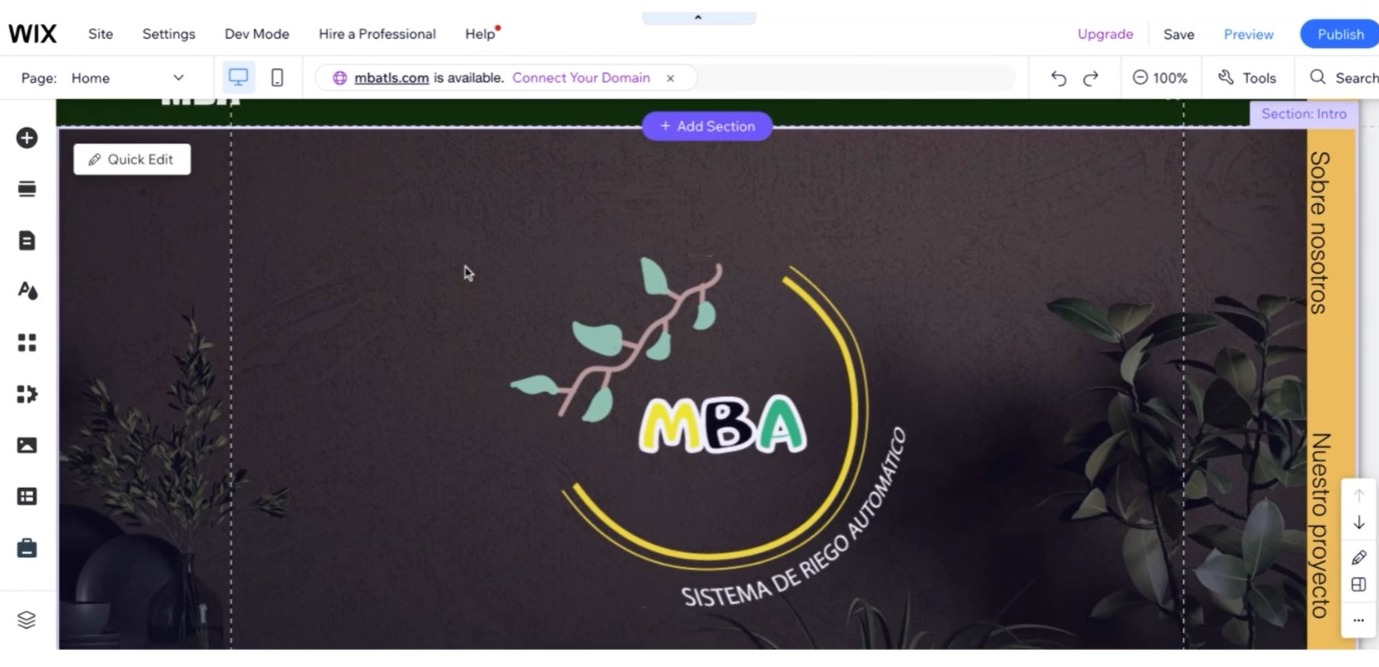 WIX Site Settings Dev Mode Hire a Professional Help Upgrade Save Preview Publish
Page: Home mbatls.com is available. Connect Your Domain × 100% Tools Search
MBA
+ Add Section
Section: Intro
Quick Edit
Sobre nosotros
MBA
SISTEMA DE RIEGO AUTOMÁTICO
Nuestro proyecto